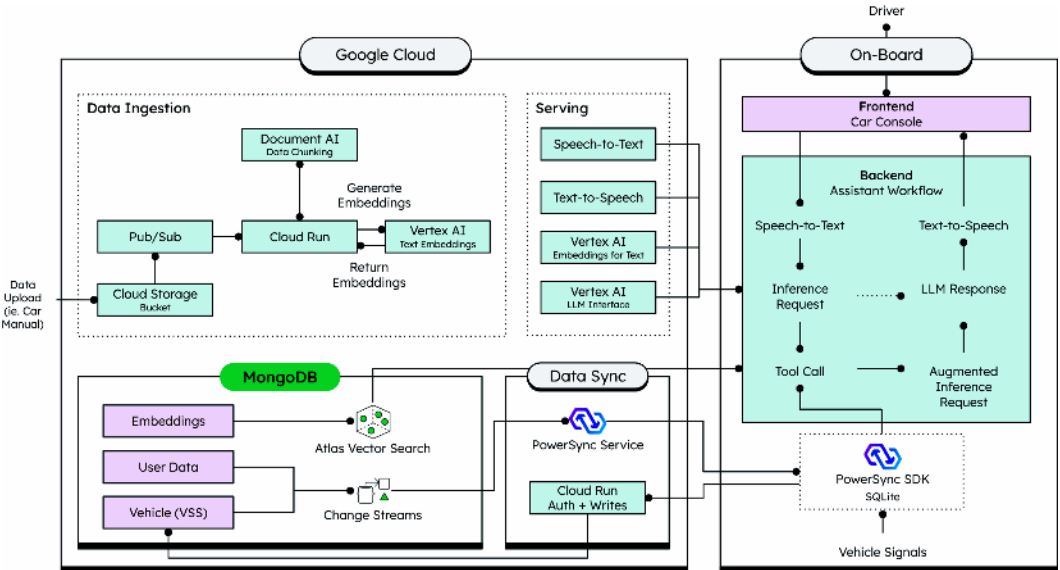 Driver
Google Cloud
On-Board
Data Ingestion
Serving
Frontend
Car Console
Document AI
Data Chunking
Speech-to-Text
Generate
Embeddings
Backend
Assistant Workflow
Text-to-Speech
Pub/Sub
Cloud Run
Vertex AI
Text Embeddings
Vertex AI
Embeddings for Text
Speech-to-Text
Text-to-Speech
Return
Embeddings
Data
Upload
(ie. Car
Manual)
Cloud Storage
Bucket
Vertex AI
LLM Interface
Inference
Request
LLM Response
MongoDB
Data Sync
Tool Call
Augmented
Inference
Request
Embeddings
Atlas Vector Search
PowerSync Service
User Data
PowerSync SDK
SQLite
Vehicle (VSS)
Change Streams
Cloud Run
Auth + Writes
Vehicle Signals